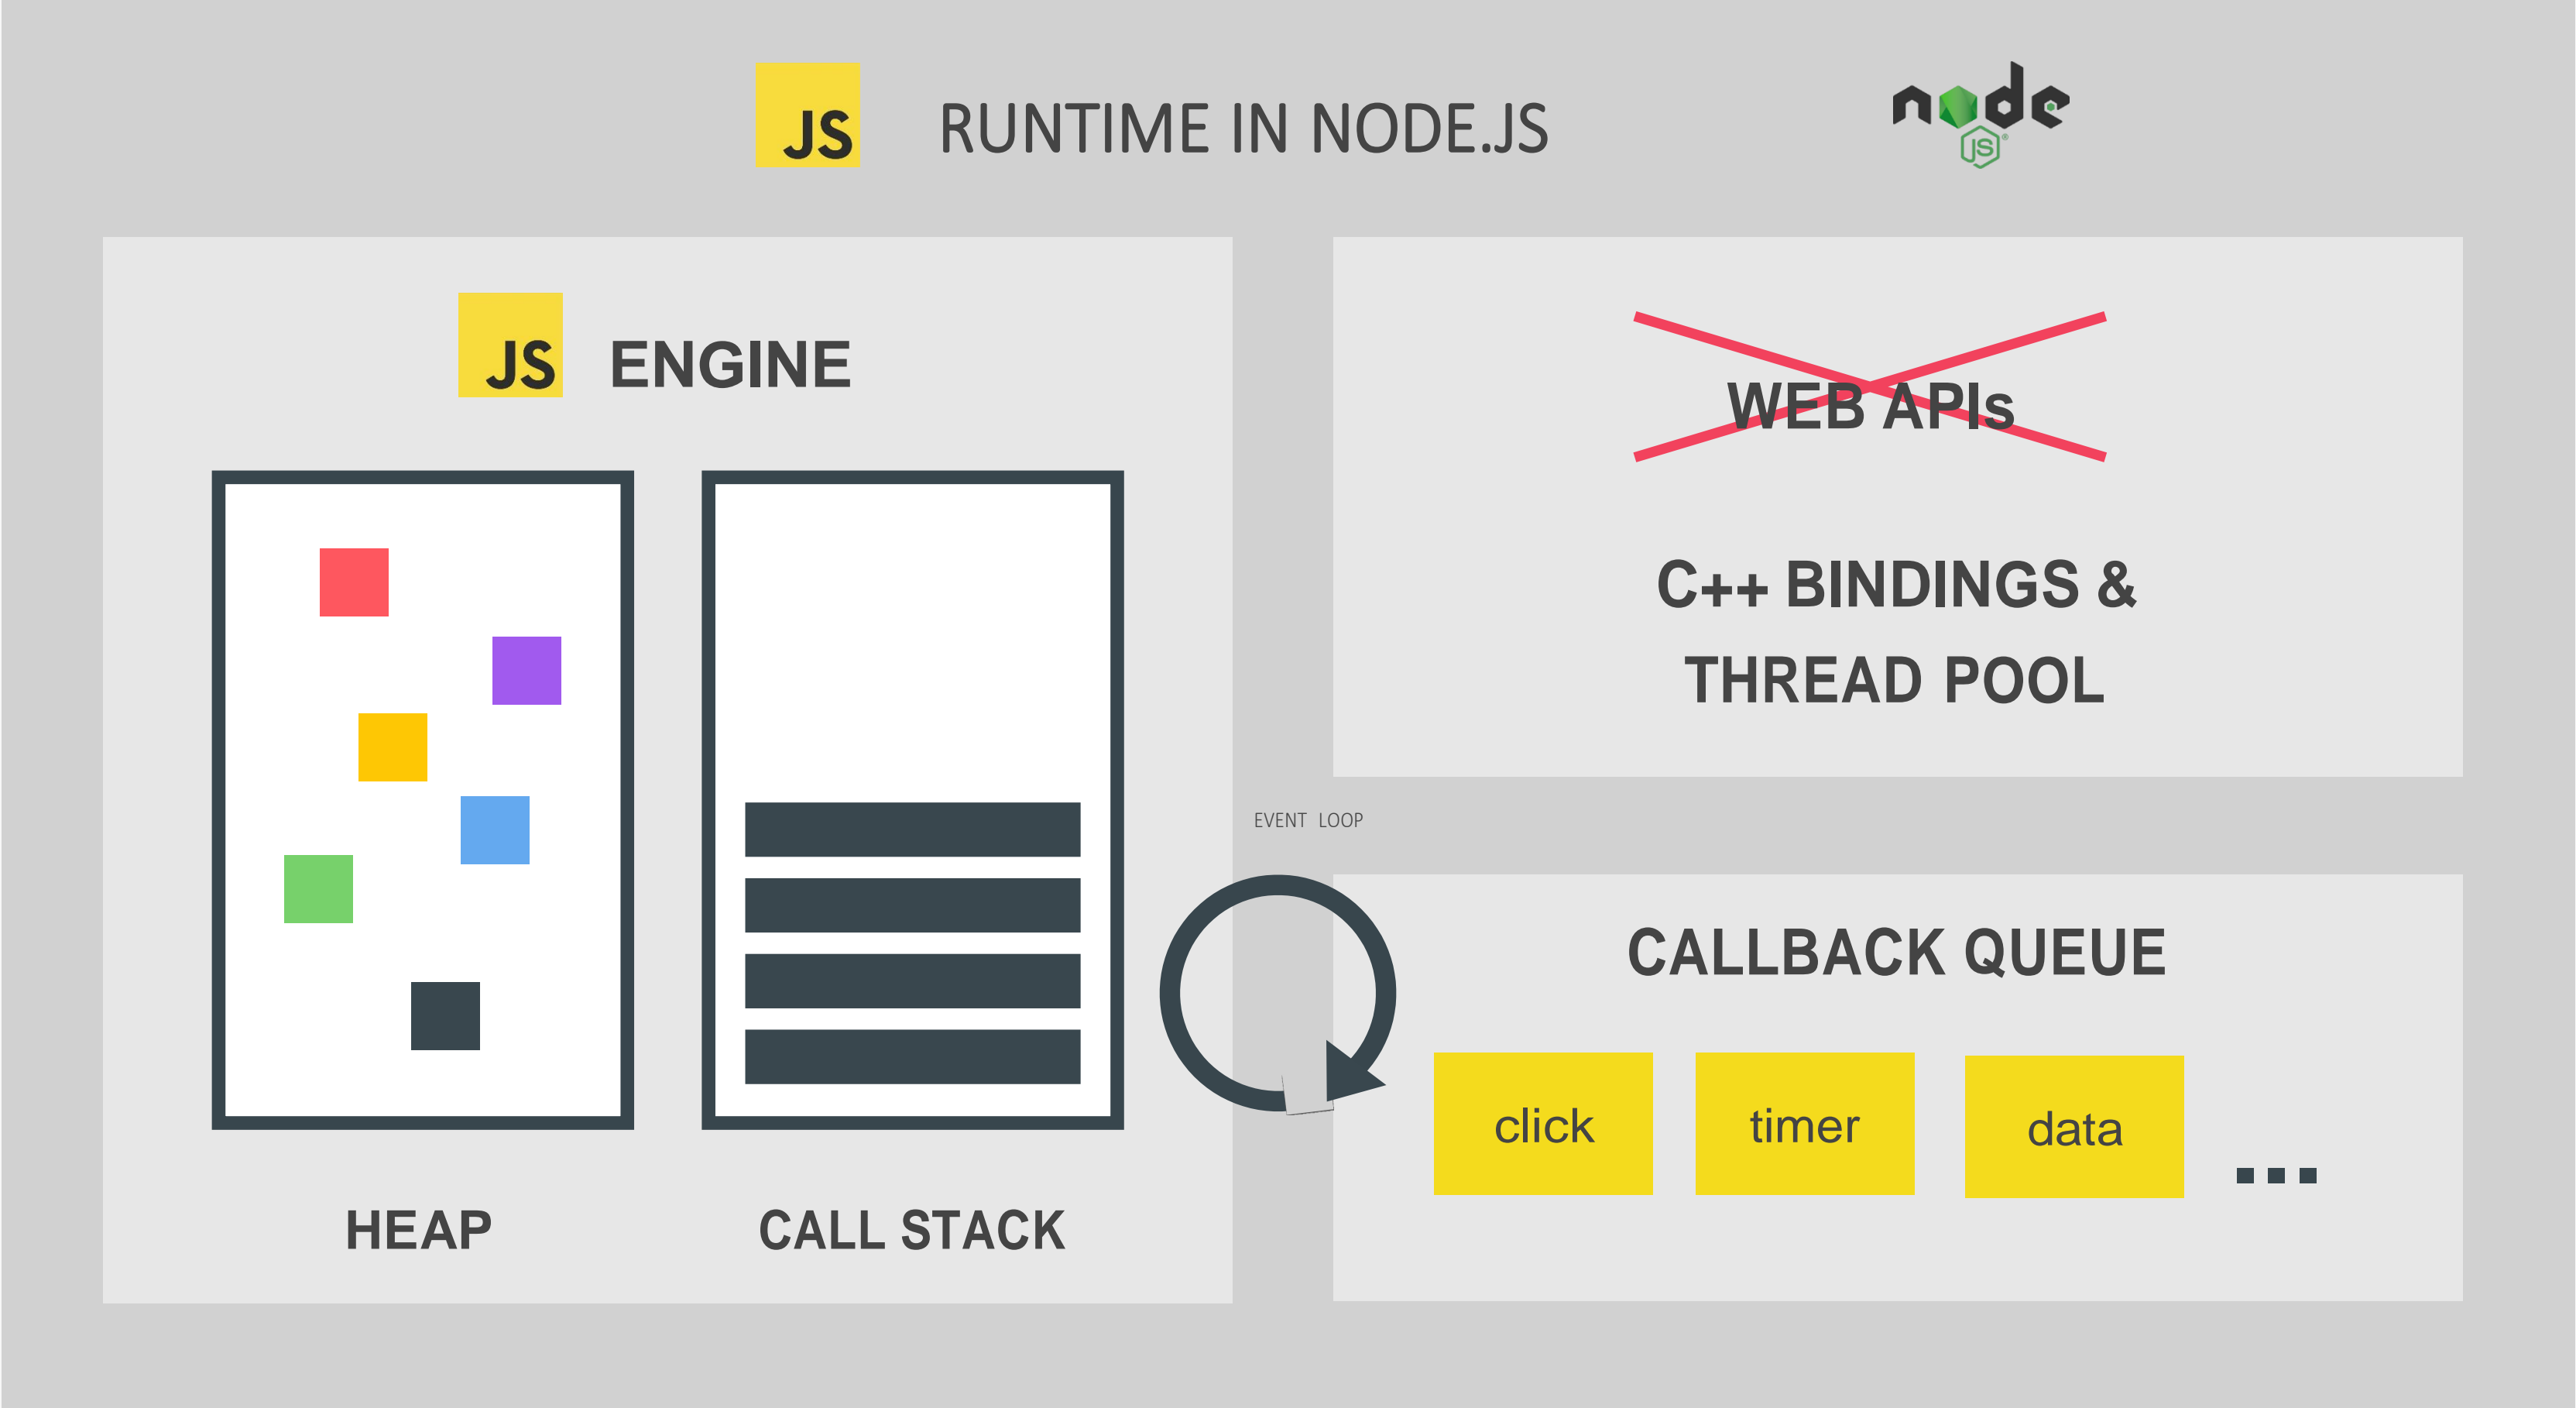 JS RUNTIME IN NODE.JS
node
JS®
JS ENGINE
HEAP
CALL STACK
WEB APIs
C++ BINDINGS &
THREAD POOL
EVENT LOOP
CALLBACK QUEUE
click
timer
data
...